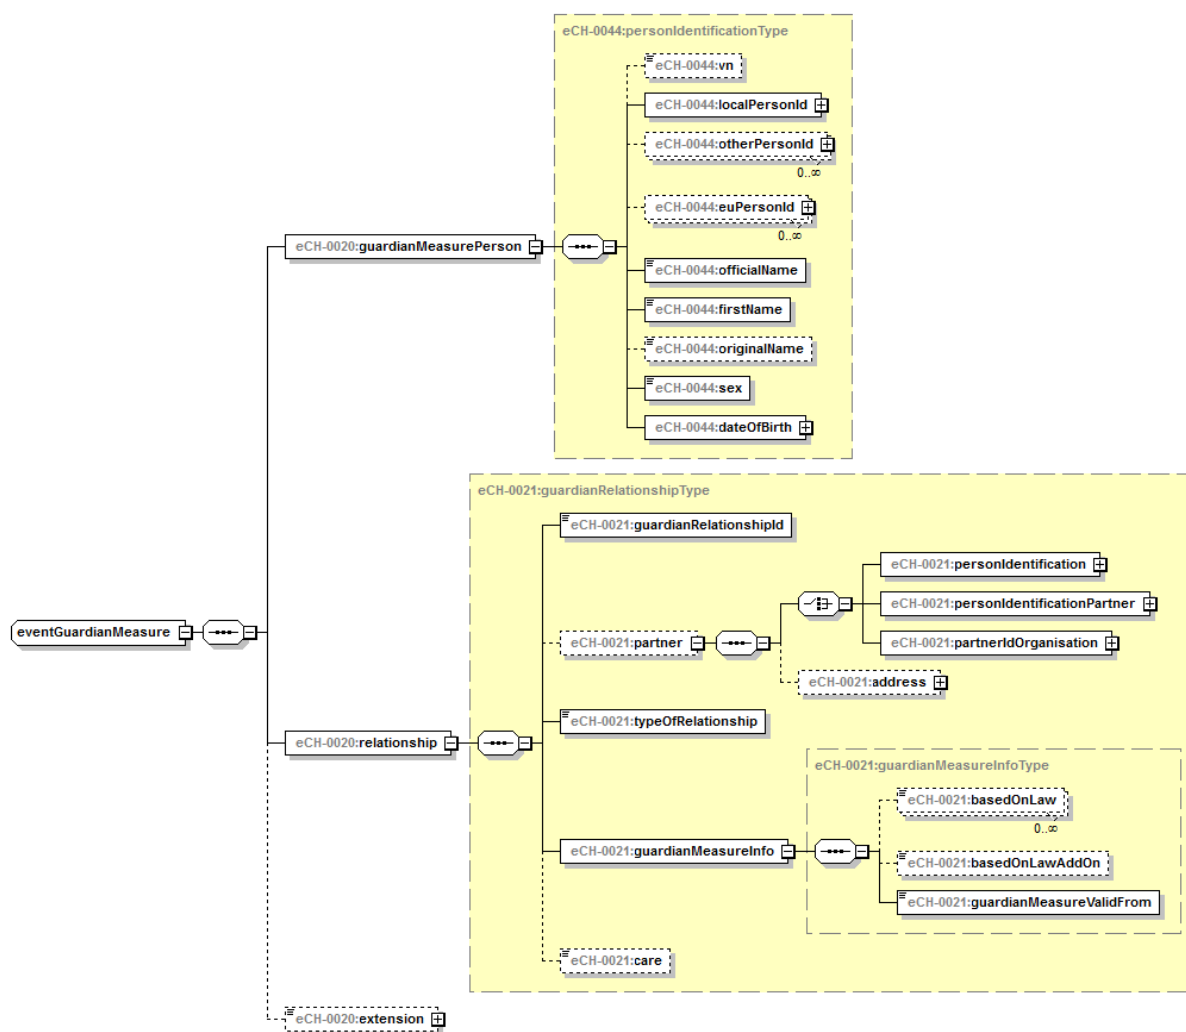 eCH-0044:personIdentificationType
eCH-0044:vn
eCH-0044:localPersonId
eCH-0044:otherPersonId
0..∞
eCH-0044:euPersonId
0..∞
eCH-0020:guardianMeasurePerson
eCH-0044:officialName
eCH-0044:firstName
eCH-0044:originalName
eCH-0044:sex
eCH-0044:dateOfBirth
eCH-0021:guardianRelationshipType
eCH-0021:guardianRelationshipId
eCH-0021:personIdentification
eCH-0021:personIdentificationPartner
eventGuardianMeasure
eCH-0021:partner
eCH-0021:partnerIdOrganisation
eCH-0021:address
eCH-0021:typeOfRelationship
eCH-0020:relationship
eCH-0021:guardianMeasureInfoType
eCH-0021:basedOnLaw
0..∞
eCH-0021:guardianMeasureInfo
eCH-0021:basedOnLawAddOn
eCH-0021:guardianMeasureValidFrom
eCH-0021:care
eCH-0020:extension